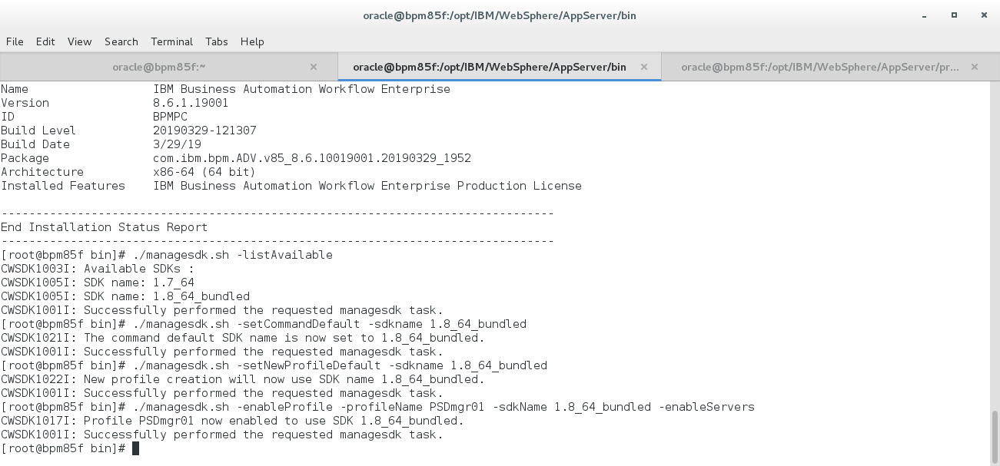 oracle@bpm85f:/opt/IBM/WebSphere/AppServer/bin
File Edit View Search Terminal Tabs Help
oracle@bpm85f:~ × oracle@bpm85f:/opt/IBM/WebSphere/AppServer/bin × oracle@bpm85f:/opt/IBM/WebSphere/AppServer/pr... ×
Name IBM Business Automation Workflow Enterprise
Version 8.6.1.19001
ID BPMPC
Build Level 20190329-121307
Build Date 3/29/19
Package com.ibm.bpm.ADV.v85_8.6.10019001.20190329_1952
Architecture x86-64 (64 bit)
Installed Features IBM Business Automation Workflow Enterprise Production License
--------------------------------------------------------------------------------
End Installation Status Report
--------------------------------------------------------------------------------
[root@bpm85f bin]# ./managesdk.sh -listAvailable
CWSDK1003I: Available SDKs :
CWSDK1005I: SDK name: 1.7_64
CWSDK1005I: SDK name: 1.8_64_bundled
CWSDK1001I: Successfully performed the requested managesdk task.
[root@bpm85f bin]# ./managesdk.sh -setCommandDefault -sdkname 1.8_64_bundled
CWSDK1021I: The command default SDK name is now set to 1.8_64_bundled.
CWSDK1001I: Successfully performed the requested managesdk task.
[root@bpm85f bin]# ./managesdk.sh -setNewProfileDefault -sdkname 1.8_64_bundled
CWSDK1022I: New profile creation will now use SDK name 1.8_64_bundled.
CWSDK1001I: Successfully performed the requested managesdk task.
[root@bpm85f bin]# ./managesdk.sh -enableProfile -profileName PSDmgr01 -sdkName 1.8_64_bundled -enableServers
CWSDK1017I: Profile PSDmgr01 now enabled to use SDK 1.8_64_bundled.
CWSDK1001I: Successfully performed the requested managesdk task.
[root@bpm85f bin]#